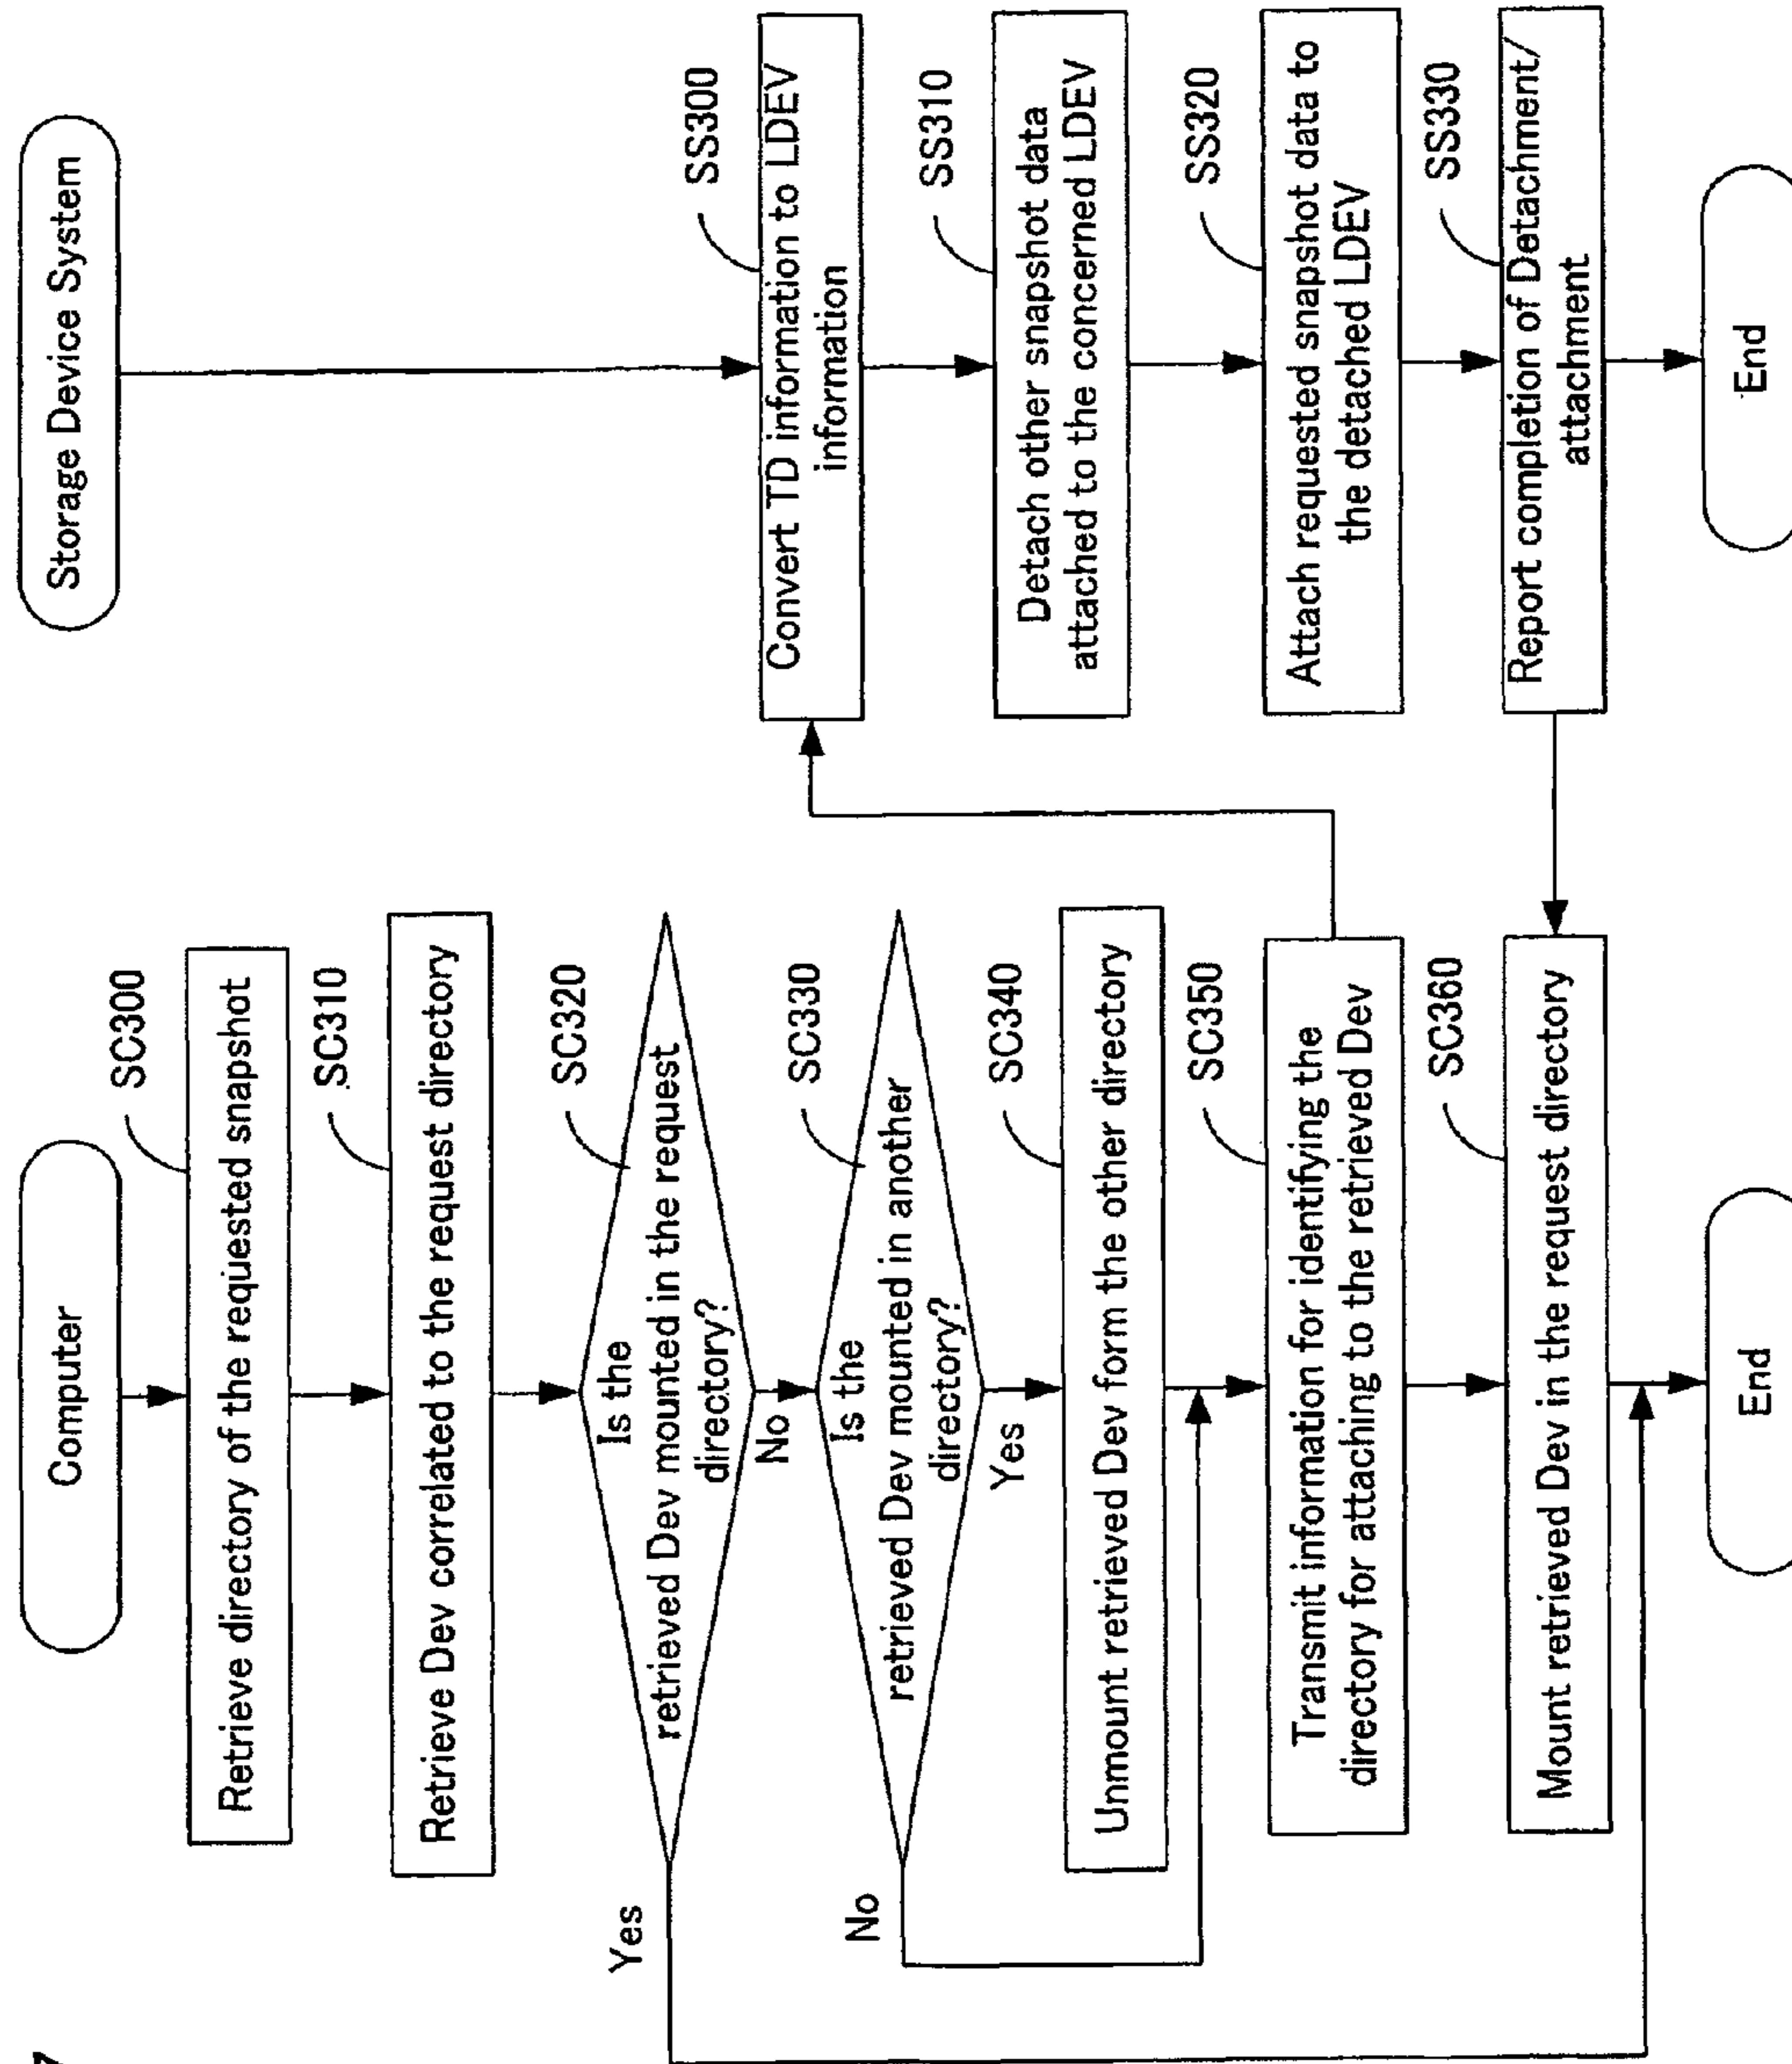 Computer
SC300
Retrieve directory of the requested snapshot
SC310
Retrieve Dev correlated to the request directory
SC320
Is the
retrieved Dev mounted in the request
directory?
Yes
No
SC330
Is the
retrieved Dev mounted in another
directory?
No
Yes
SC340
Unmount retrieved Dev form the other directory
SC350
Transmit information for identifying the
directory for attaching to the retrieved Dev
SC360
Mount retrieved Dev in the request directory
End
Storage Device System
SS300
Convert TD information to LDEV
information
SS310
Detach other snapshot data
attached to the concerned LDEV
SS320
Attach requested snapshot data to
the detached LDEV
SS330
Report completion of Detachment/
attachment
End